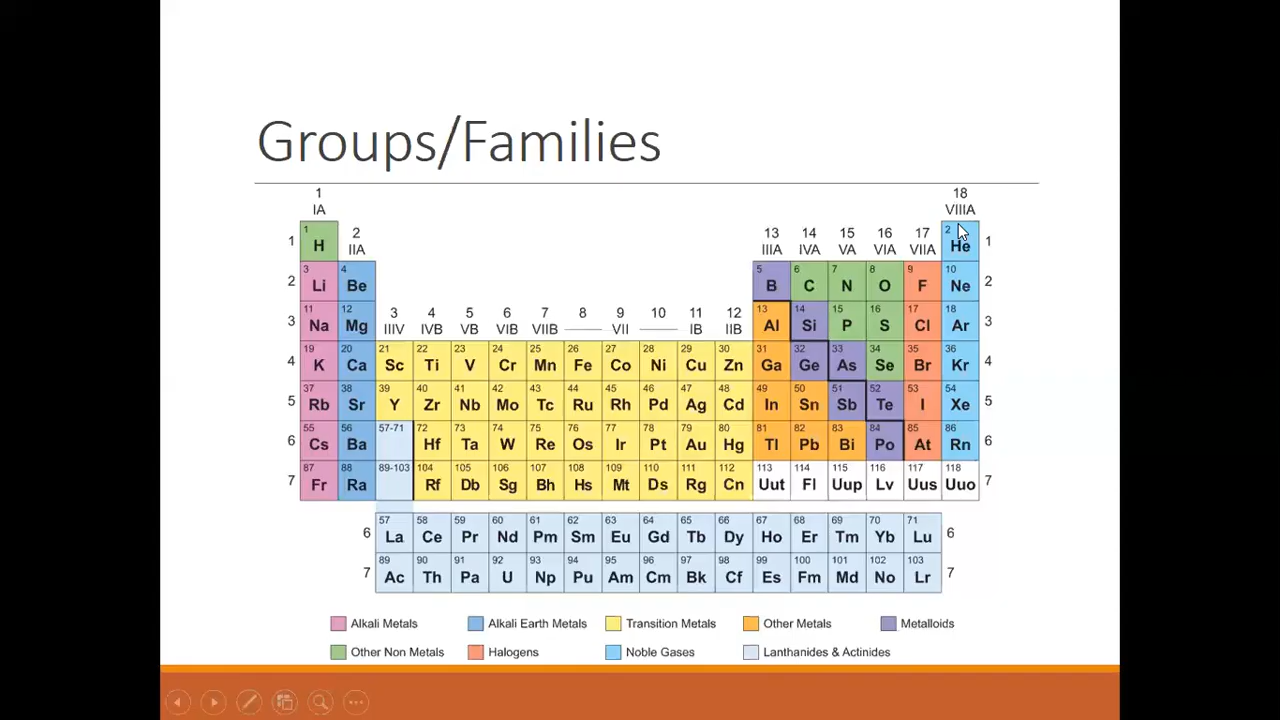 Groups/Families
1 18
IA VIIIA
1 H 2 He
1 2 13 14 15 16 17 1
IIA IIIA IVA VA VIA VIIA
2 3 Li 4 Be 5 B 6 C 7 N 8 O 9 F 10 Ne 2
3 4 5 6 7 8 9 10 11 12
IIIV IVB VB VIB VIIB VII IB IIB
3 11 Na 12 Mg 13 Al 14 Si 15 P 16 S 17 Cl 18 Ar 3
4 19 K 20 Ca 21 Sc 22 Ti 23 V 24 Cr 25 Mn 26 Fe 27 Co 28 Ni 29 Cu 30 Zn 31 Ga 32 Ge 33 As 34 Se 35 Br 36 Kr 4
5 37 Rb 38 Sr 39 Y 40 Zr 41 Nb 42 Mo 43 Tc 44 Ru 45 Rh 46 Pd 47 Ag 48 Cd 49 In 50 Sn 51 Sb 52 Te 53 I 54 Xe 5
6 55 Cs 56 Ba 57-71 72 Hf 73 Ta 74 W 75 Re 76 Os 77 Ir 78 Pt 79 Au 80 Hg 81 Tl 82 Pb 83 Bi 84 Po 85 At 86 Rn 6
7 87 Fr 88 Ra 89-103 104 Rf 105 Db 106 Sg 107 Bh 108 Hs 109 Mt 110 Ds 111 Rg 112 Cn 113 Uut 114 Fl 115 Uup 116 Lv 117 Uus 118 Uuo 7
6 57 La 58 Ce 59 Pr 60 Nd 61 Pm 62 Sm 63 Eu 64 Gd 65 Tb 66 Dy 67 Ho 68 Er 69 Tm 70 Yb 71 Lu 6
7 89 Ac 90 Th 91 Pa 92 U 93 Np 94 Pu 95 Am 96 Cm 97 Bk 98 Cf 99 Es 100 Fm 101 Md 102 No 103 Lr 7
Alkali Metals Alkali Earth Metals Transition Metals Other Metals Metalloids
Other Non Metals Halogens Noble Gases Lanthanides & Actinides